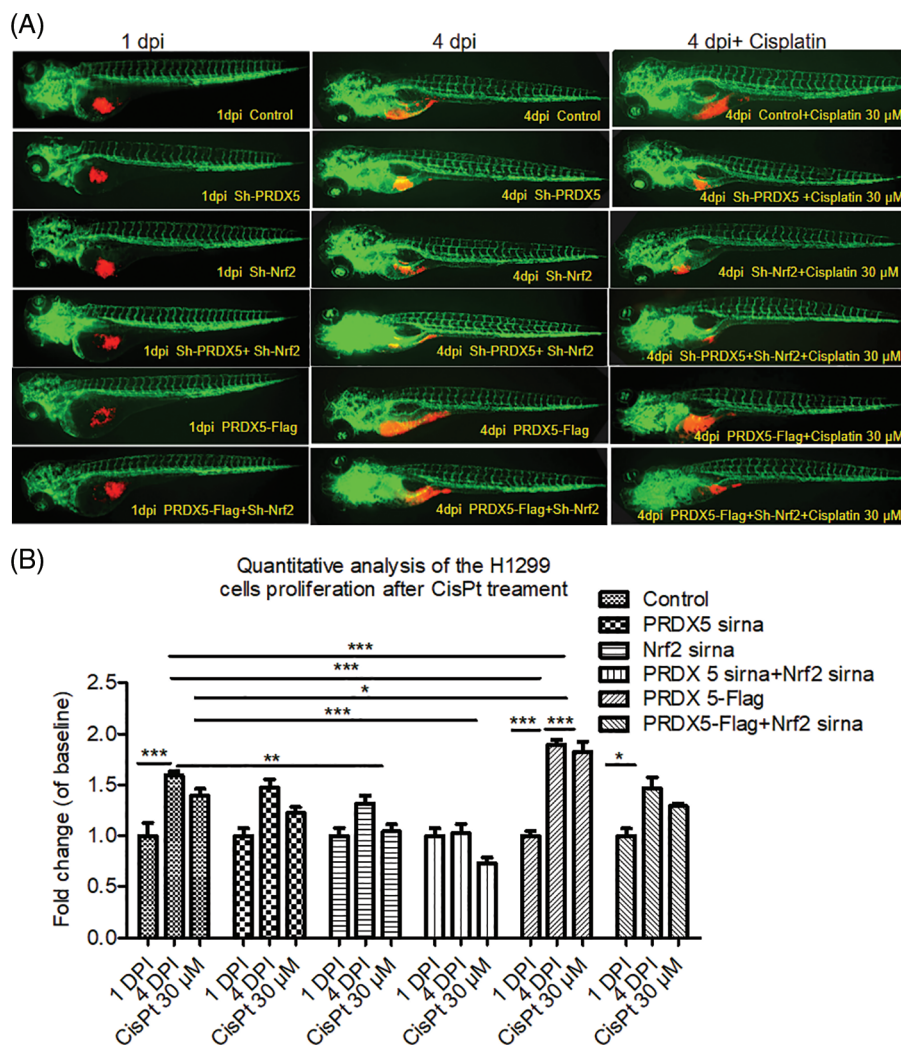 (A)
1 dpi
4 dpi
4 dpi+ Cisplatin
1dpi Control
4dpi Control
4dpi Control+Cisplatin 30 µM
1dpi Sh-PRDX5
4dpi Sh-PRDX5
4dpi Sh-PRDX5 +Cisplatin 30 µM
1dpi Sh-Nrf2
4dpi Sh-Nrf2
4dpi Sh-Nrf2+Cisplatin 30 µM
1dpi Sh-PRDX5+ Sh-Nrf2
4dpi Sh-PRDX5+ Sh-Nrf2
4dpi Sh-PRDX5+Sh-Nrf2+Cisplatin 30 µM
1dpi PRDX5-Flag
4dpi PRDX5-Flag
4dpi PRDX5-Flag+Cisplatin 30 µM
1dpi PRDX5-Flag+Sh-Nrf2
4dpi PRDX5-Flag+Sh-Nrf2
4dpi PRDX5-Flag+Sh-Nrf2+Cisplatin 30 µM
(B)
Quantitative analysis of the H1299
cells proliferation after CisPt treament
Control
PRDX5 sirna
Nrf2 sirna
PRDX 5 sirna+Nrf2 sirna
PRDX 5-Flag
PRDX5-Flag+Nrf2 sirna
***
***
*
***
***
**
***
***
*
Fold change (of baseline)
2.5
2.0
1.5
1.0
0.5
0.0
1 DPI
4 DPI
CisPt 30 µM
1 DPI
4 DPI
CisPt 30 µM
1 DPI
4 DPI
CisPt 30 µM
1 DPI
4 DPI
CisPt 30 µM
1 DPI
4 DPI
CisPt 30 µM
1 DPI
4 DPI
CisPt 30 µM